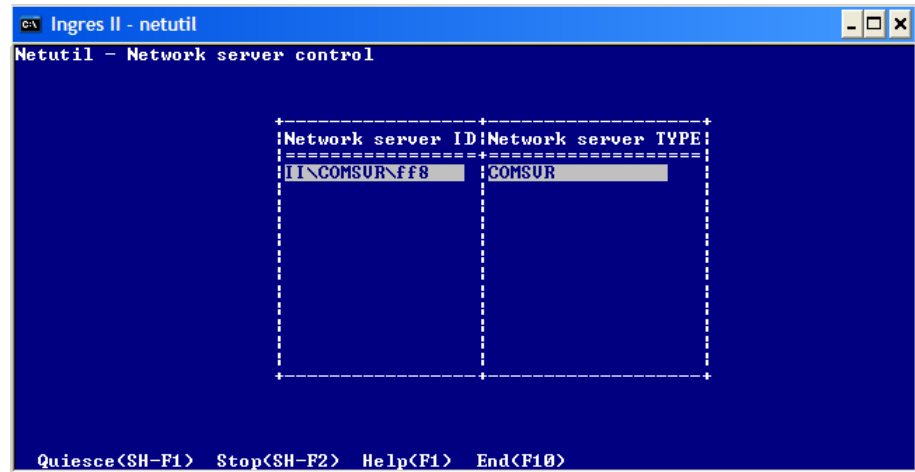 Ingres II - netutil
Netutil - Network server control
Network server ID Network server TYPE
II\COMSVR\ff8 COMSVR
Quiesce(SH-F1) Stop(SH-F2) Help(F1) End(F10)